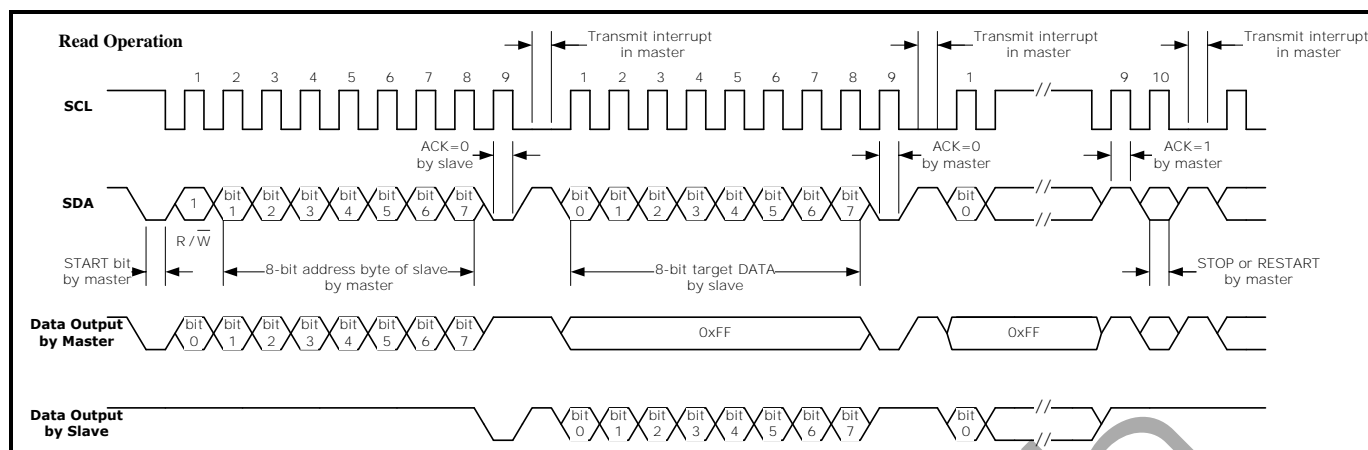 Read Operation
Transmit interrupt
in master
Transmit interrupt
in master
Transmit interrupt
in master
1 2 3 4 5 6 7 8 9 1 2 3 4 5 6 7 8 9 1 9 10
SCL
//
ACK=0
by slave
ACK=0
by master
ACK=1
by master
SDA
1 bit 1 bit 2 bit 3 bit 4 bit 5 bit 6 bit 7 bit 0 bit 1 bit 2 bit 3 bit 4 bit 5 bit 6 bit 7 bit 0 // //
R/W̅
START bit
by master
8-bit address byte of slave
by master
8-bit target DATA
by slave
STOP or RESTART
by master
Data Output
by Master
bit 0 bit 1 bit 2 bit 3 bit 4 bit 5 bit 6 bit 7 0xFF 0xFF
Data Output
by Slave
bit 0 bit 1 bit 2 bit 3 bit 4 bit 5 bit 6 bit 7 bit 0 // //